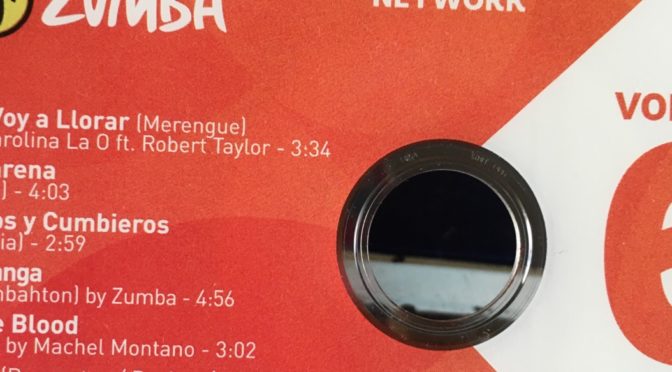 ZUMBA
NETWORK
Voy a Llorar (Merengue)
arolina La O ft. Robert Taylor - 3:34
arena
) - 4:03
os y Cumbieros
ia) - 2:59
anga
nbahton) by Zumba - 4:56
e Blood
by Machel Montano - 3:02
VO
6